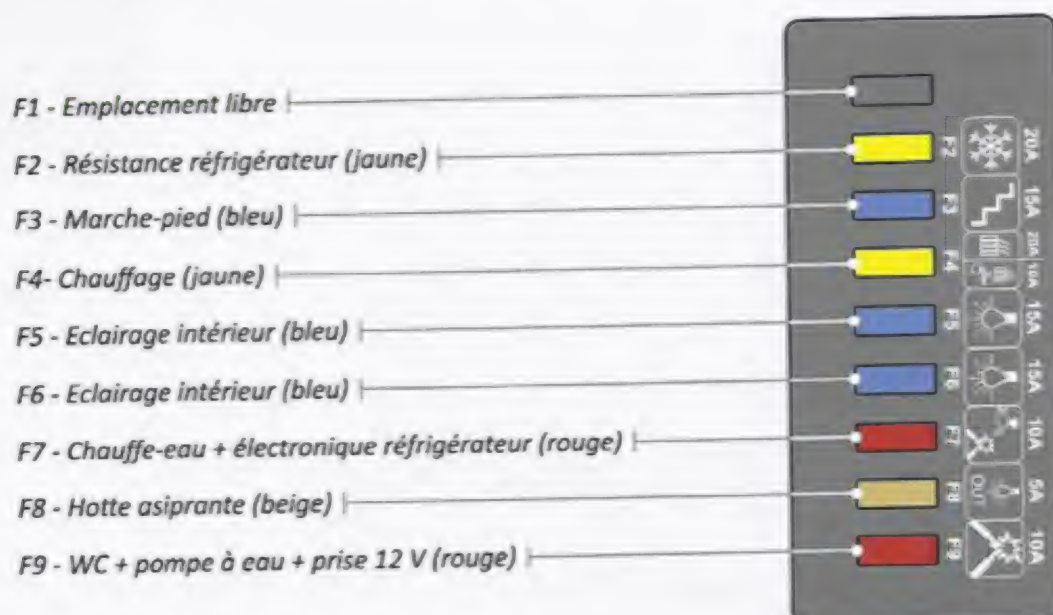 F1 - Emplacement libre
F2 - Résistance réfrigérateur (jaune)
F3 - Marche-pied (bleu)
F4- Chauffage (jaune)
F5 - Eclairage intérieur (bleu)
F6 - Eclairage intérieur (bleu)
F7 - Chauffe-eau + électronique réfrigérateur (rouge)
F8 - Hotte asiprante (beige)
F9 - WC + pompe à eau + prise 12 V (rouge)
F2 20A
F3 15A
F4 20A 10A
F5 15A
F6 15A
F7 10A
F8 OUT 5A
F9 10A